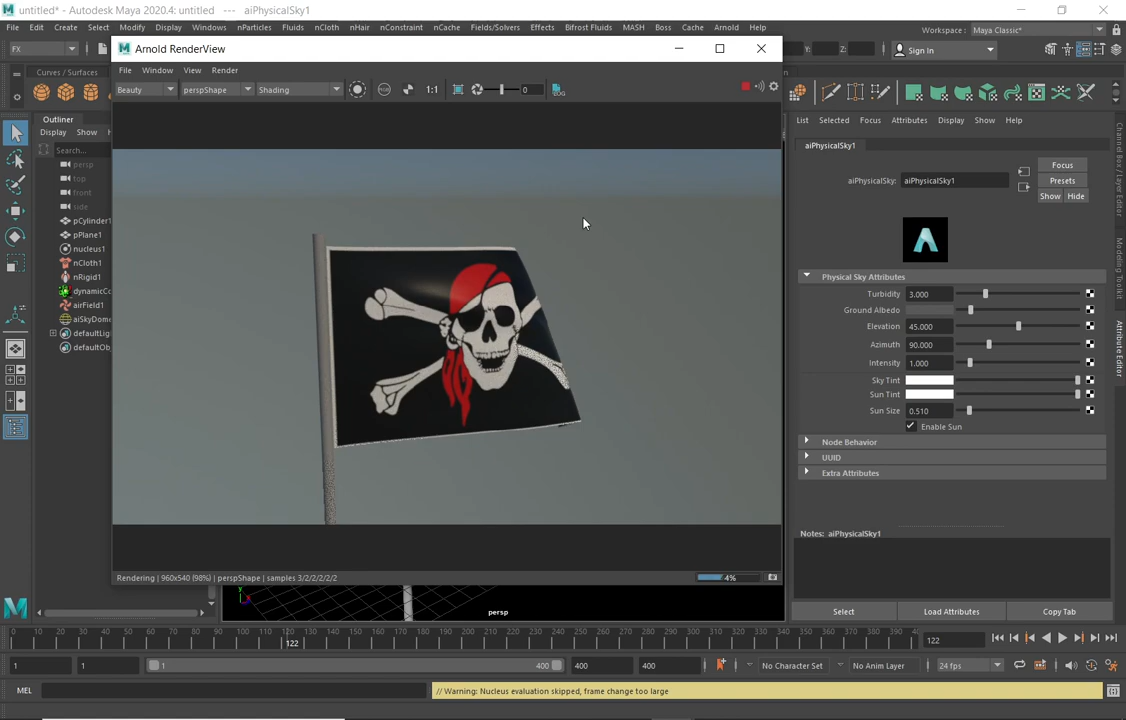 untitled* - Autodesk Maya 2020.4: untitled --- aiPhysicalSky1
File Edit Create Select Modify Display Windows nParticles Fluids nCloth nHair nConstraint nCache Fields/Solvers Effects Bifrost Fluids MASH Boss Cache Arnold Help
Workspace : Maya Classic*
FX
Arnold RenderView
Y: Z: Sign In
File Window View Render
Curves / Surfaces
Beauty perspShape Shading 1:1 0 LOG
Outliner
Display Show
Search...
persp
top
front
side
pCylinder1
pPlane1
nucleus1
nCloth1
nRigid1
airField1
List Selected Focus Attributes Display Show Help
aiPhysicalSky1
aiPhysicalSky: aiPhysicalSky1
Focus
Presets
Show Hide
Physical Sky Attributes
Turbidity 3.000
Ground Albedo
Elevation 45.000
Azimuth 90.000
Intensity 1.000
Sky Tint
Sun Tint
Sun Size 0.510
Enable Sun
Node Behavior
UUID
Extra Attributes
Notes: aiPhysicalSky1
Select Load Attributes Copy Tab
Channel Box / Layer Editor
Modeling Toolkit
Attribute Editor
Rendering | 960x540 (98%) | perspShape | samples 3/2/2/2/2/2
4%
y
persp
0 10 20 30 40 50 60 70 80 90 100 110 120 130 140 150 160 170 180 190 200 210 220 230 240 250 260 270 280 290 300 310 320 330 340 350 360 370 380 390
122
122
1 1 1 400 400 400 No Character Set No Anim Layer 24 fps
MEL // Warning: Nucleus evaluation skipped, frame change too large